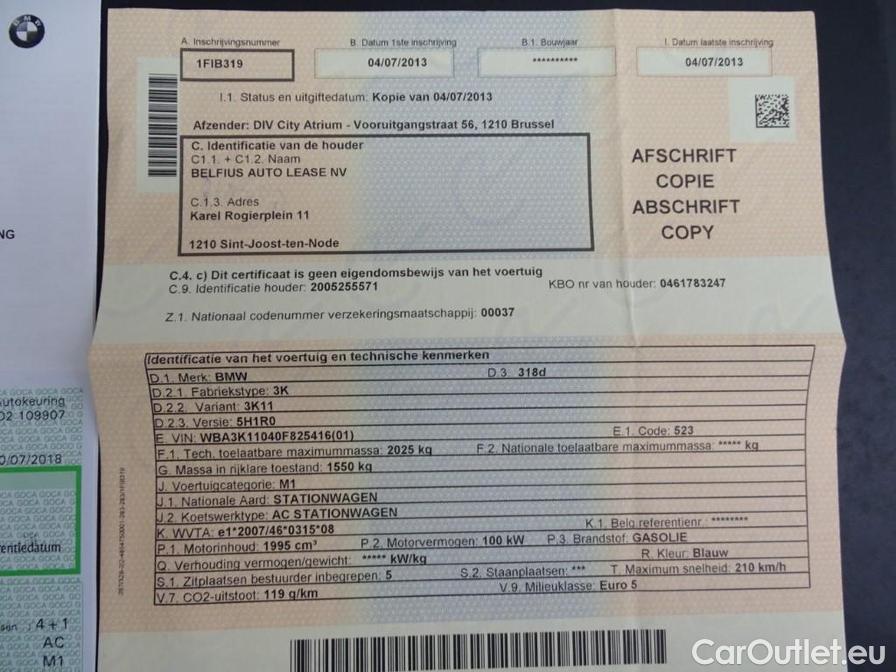 BMW
A. Inschrijvingsnummer
B. Datum 1ste inschrijving
B.1. Bouwjaar
I. Datum laatste inschrijving
1FIB319
04/07/2013
**********
04/07/2013
I.1. Status en uitgiftedatum: Kopie van 04/07/2013
Afzender: DIV City Atrium - Vooruitgangstraat 56, 1210 Brussel
C. Identificatie van de houder
C1.1. + C1.2. Naam
BELFIUS AUTO LEASE NV
C.1.3. Adres
Karel Rogierplein 11
1210 Sint-Joost-ten-Node
AFSCHRIFT
COPIE
ABSCHRIFT
COPY
C.4. c) Dit certificaat is geen eigendomsbewijs van het voertuig
C.9. Identificatie houder: 2005255571
KBO nr van houder: 0461783247
Z.1. Nationaal codenummer verzekeringsmaatschappij: 00037
Identificatie van het voertuig en technische kenmerken
D.1. Merk: BMW
D.3. 318d
D.2.1. Fabriekstype: 3K
D.2.2. Variant: 3K11
D.2.3. Versie: 5H1R0
E. VIN: WBA3K11040F825416(01)
E.1. Code: 523
F.1. Tech. toelaatbare maximummassa: 2025 kg
F.2. Nationale toelaatbare maximummassa: ***** kg
G. Massa in rijklare toestand: 1550 kg
J. Voertuigcategorie: M1
J.1. Nationale Aard: STATIONWAGEN
J.2. Koetswerktype: AC STATIONWAGEN
K. WVTA: e1*2007/46*0315*08
K.1. Belg referentienr.: ********
P.1. Motorinhoud: 1995 cm³
P.2. Motorvermogen: 100 kW
P.3. Brandstof: GASOLIE
Q. Verhouding vermogen/gewicht: ***** kW/kg
R. Kleur: Blauw
S.1. Zitplaatsen bestuurder inbegrepen: 5
S.2. Staanplaatsen: ***
T. Maximum snelheid: 210 km/h
V.7. CO2-uitstoot: 119 g/km
V.9. Milieuklasse: Euro 5
NG
GOCA GOCA GOCA
utokeuring
O2 109907
0/07/2018
rentiedatum
4+1
AC
M1
CarOutlet.eu